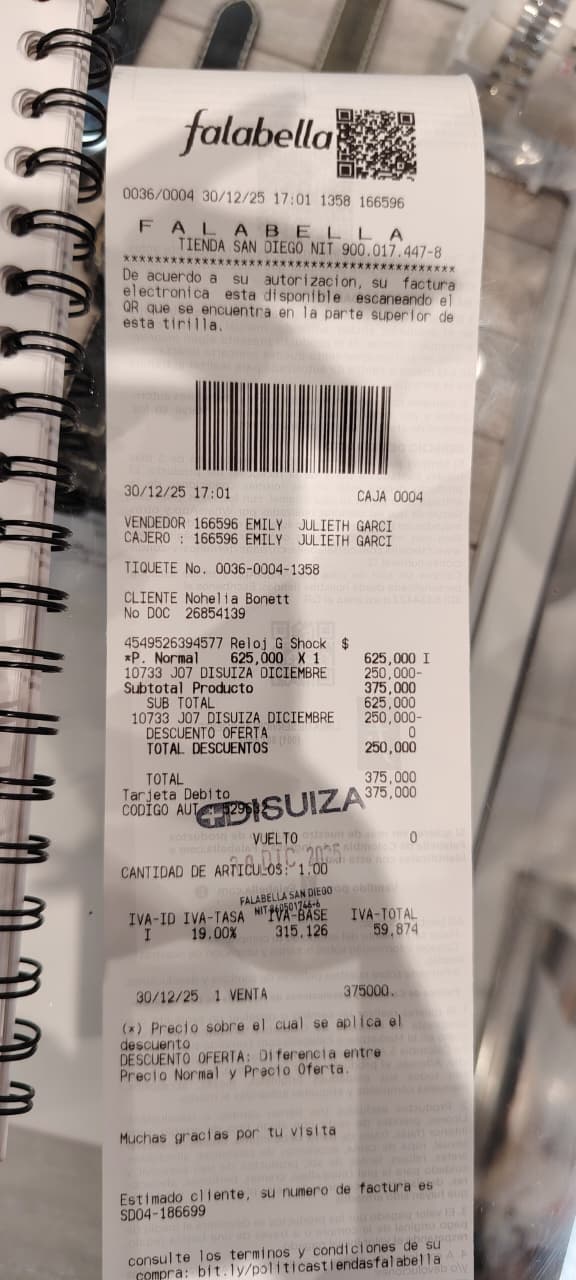 falabella
0036/0004 30/12/25 17:01 1358 166596
F A L A B E L L A
TIENDA SAN DIEGO NIT 900.017.447-8
****************************************
De acuerdo a su autorizacion, su factura
electronica esta disponible escaneando el
QR que se encuentra en la parte superior de
esta tirilla.
30/12/25 17:01 CAJA 0004
VENDEDOR 166596 EMILY JULIETH GARCI
CAJERO : 166596 EMILY JULIETH GARCI
TIQUETE No. 0036-0004-1358
CLIENTE Nohelia Bonett
No DOC 26854139
4549526394577 Reloj G Shock $
*P. Normal 625,000 X 1 625,000 I
10733 J07 DISUIZA DICIEMBRE 250,000-
Subtotal Producto 375,000
SUB TOTAL 625,000
10733 J07 DISUIZA DICIEMBRE 250,000-
DESCUENTO OFERTA 0
TOTAL DESCUENTOS 250,000
TOTAL 375,000
Tarjeta Debito 375,000
CODIGO AUT.:
DISUIZA
VUELTO 0
DIC 2025
CANTIDAD DE ARTICULOS: 1.00
FALABELLA SAN DIEGO
NIT
IVA-ID IVA-TASA IVA-BASE IVA-TOTAL
I 19.00% 315,126 59,874
30/12/25 1 VENTA 375000.
(*) Precio sobre el cual se aplica el
descuento
DESCUENTO OFERTA: Diferencia entre
Precio Normal y Precio Oferta.
Muchas gracias por tu visita
Estimado cliente, su numero de factura es
SD04-186699
consulte los terminos y condiciones de su
compra: bit.ly/politicastiendasfalabella